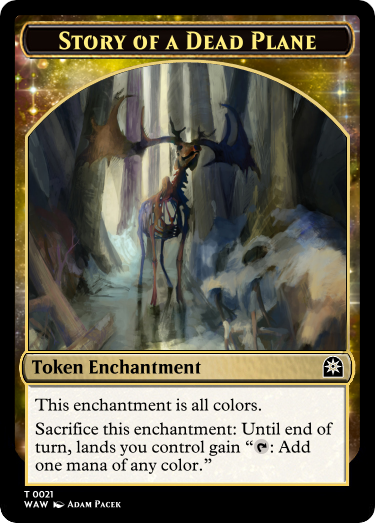 Story of a Dead Plane
Token Enchantment
This enchantment is all colors.
Sacrifice this enchantment: Until end of
turn, lands you control gain “: Add
one mana of any color.”
T 0021
WAW Adam Pacek